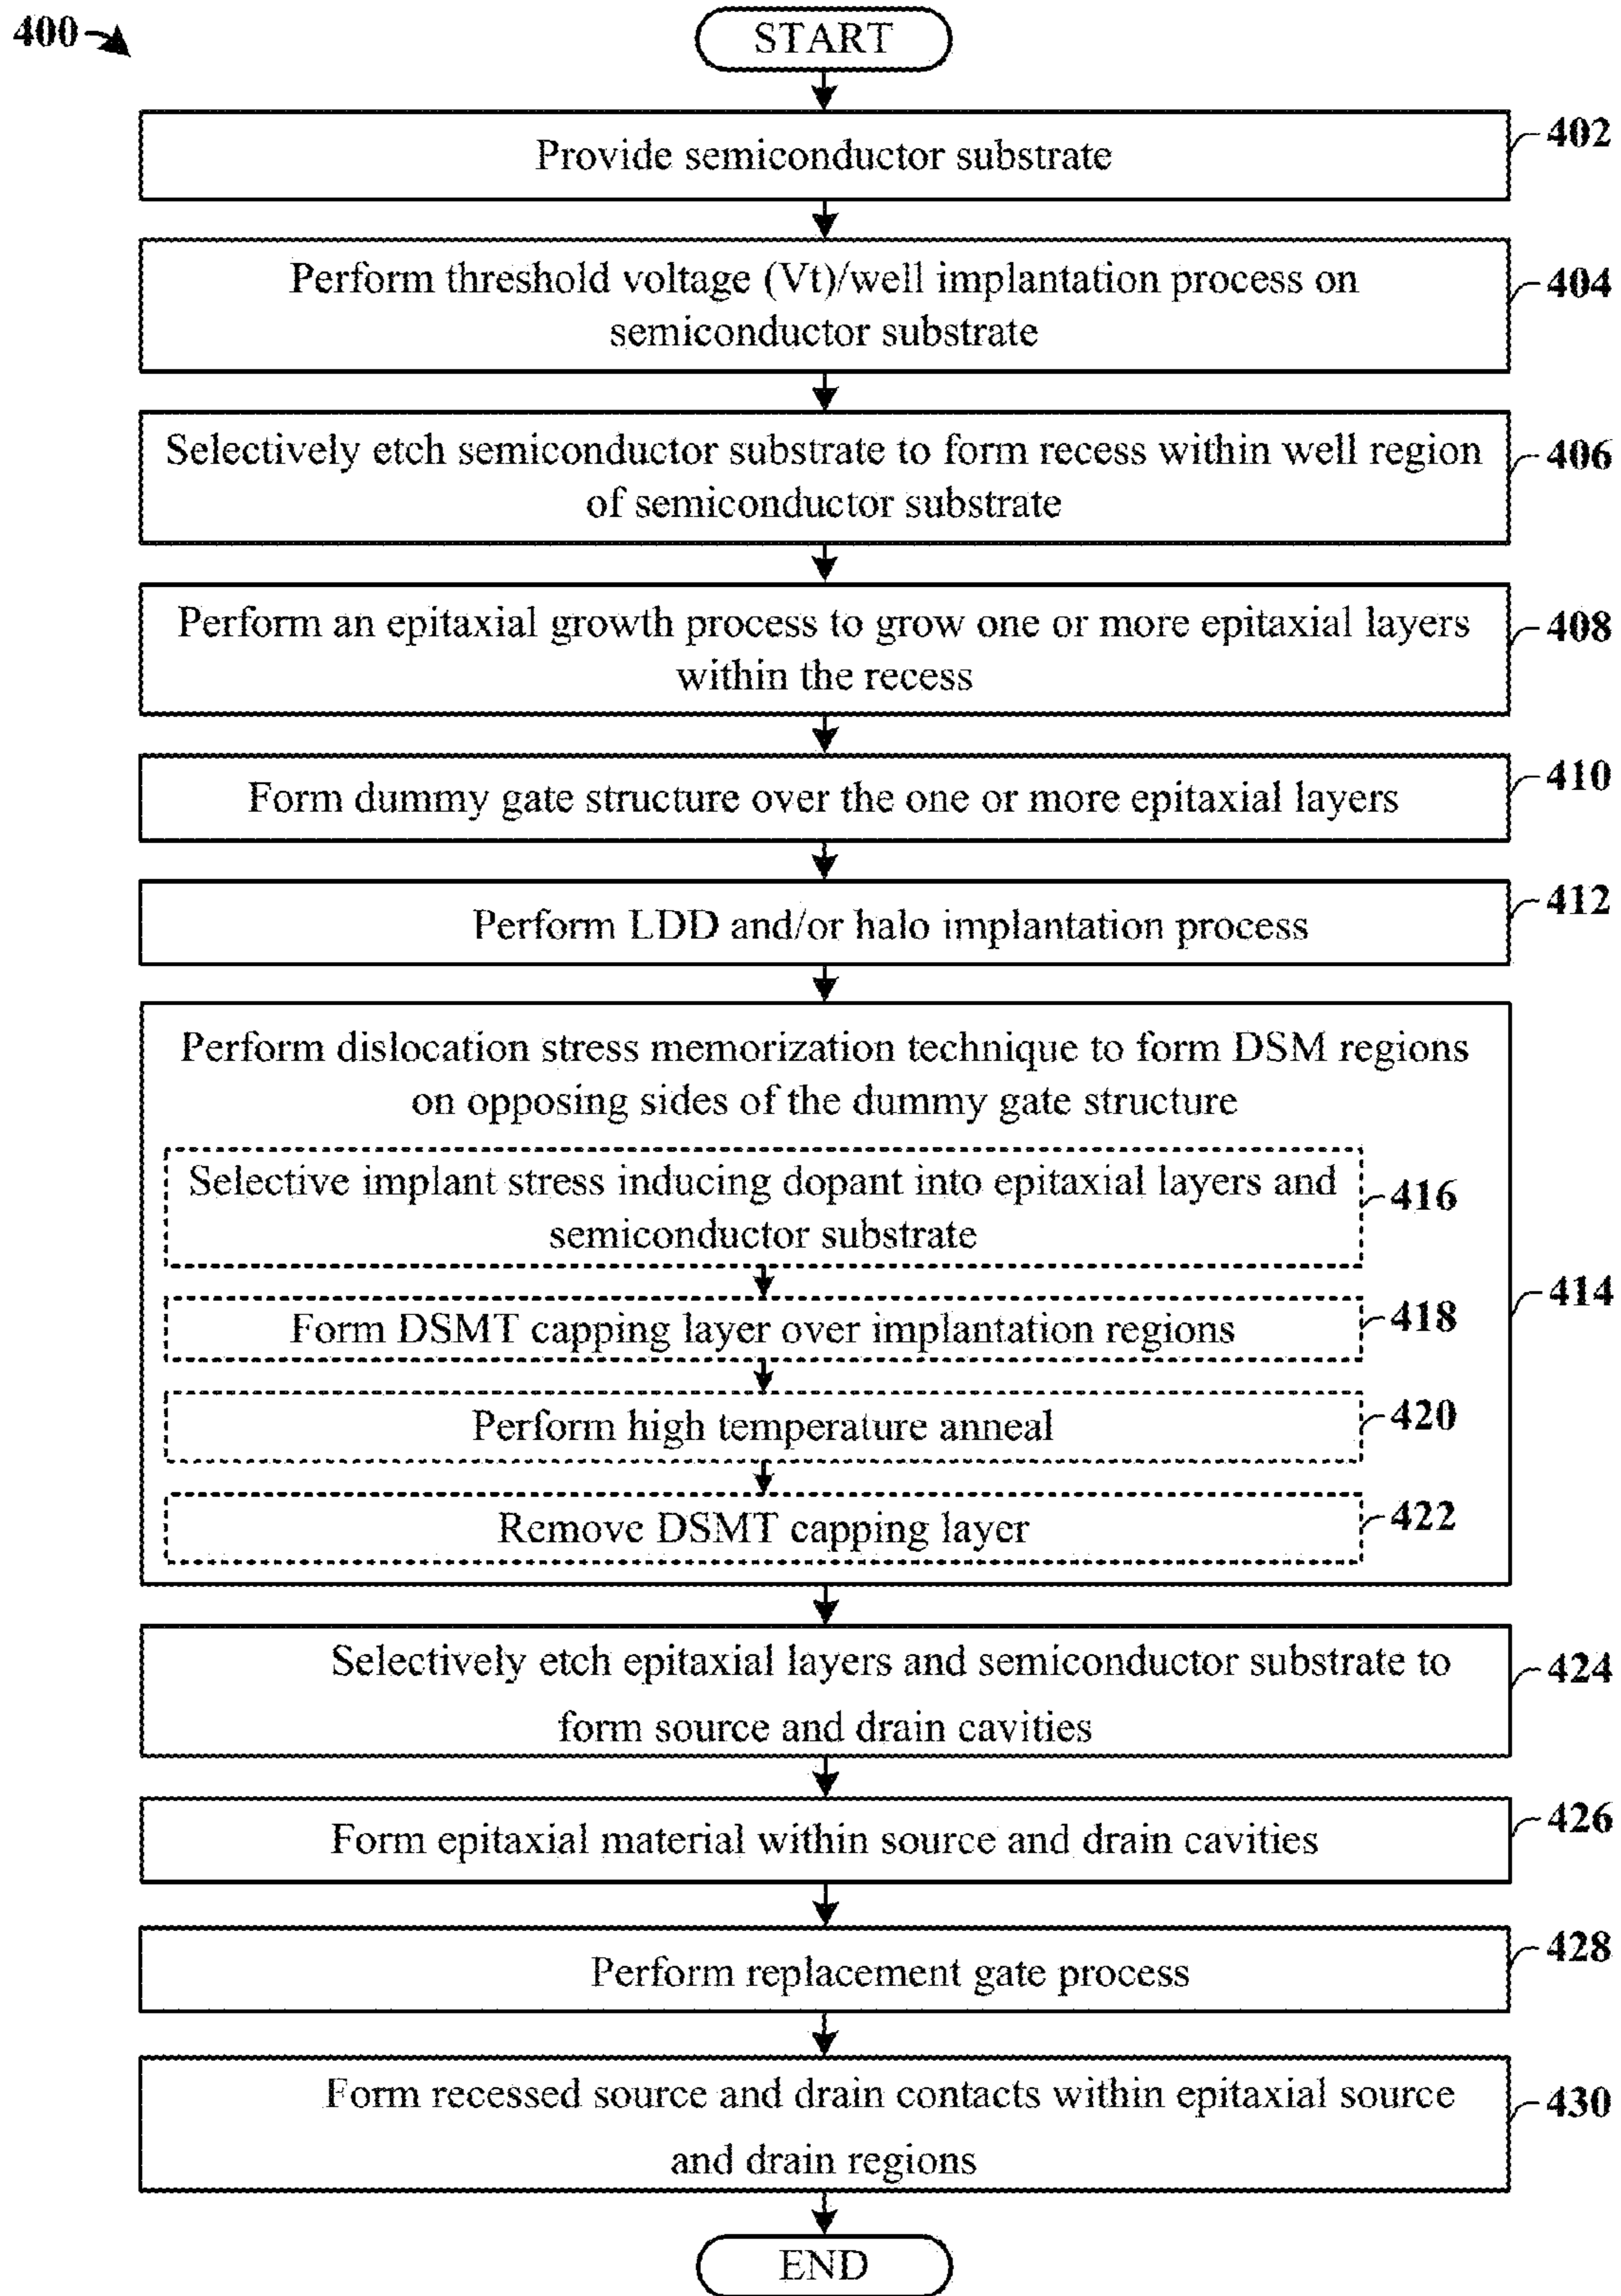 400
START
Provide semiconductor substrate
402
Perform threshold voltage (Vt)/well implantation process on
semiconductor substrate
404
Selectively etch semiconductor substrate to form recess within well region
of semiconductor substrate
406
Perform an epitaxial growth process to grow one or more epitaxial layers
within the recess
408
Form dummy gate structure over the one or more epitaxial layers
410
Perform LDD and/or halo implantation process
412
Perform dislocation stress memorization technique to form DSM regions
on opposing sides of the dummy gate structure
414
Selective implant stress inducing dopant into epitaxial layers and
semiconductor substrate
416
Form DSMT capping layer over implantation regions
418
Perform high temperature anneal
420
Remove DSMT capping layer
422
Selectively etch epitaxial layers and semiconductor substrate to
form source and drain cavities
424
Form epitaxial material within source and drain cavities
426
Perform replacement gate process
428
Form recessed source and drain contacts within epitaxial source
and drain regions
430
END